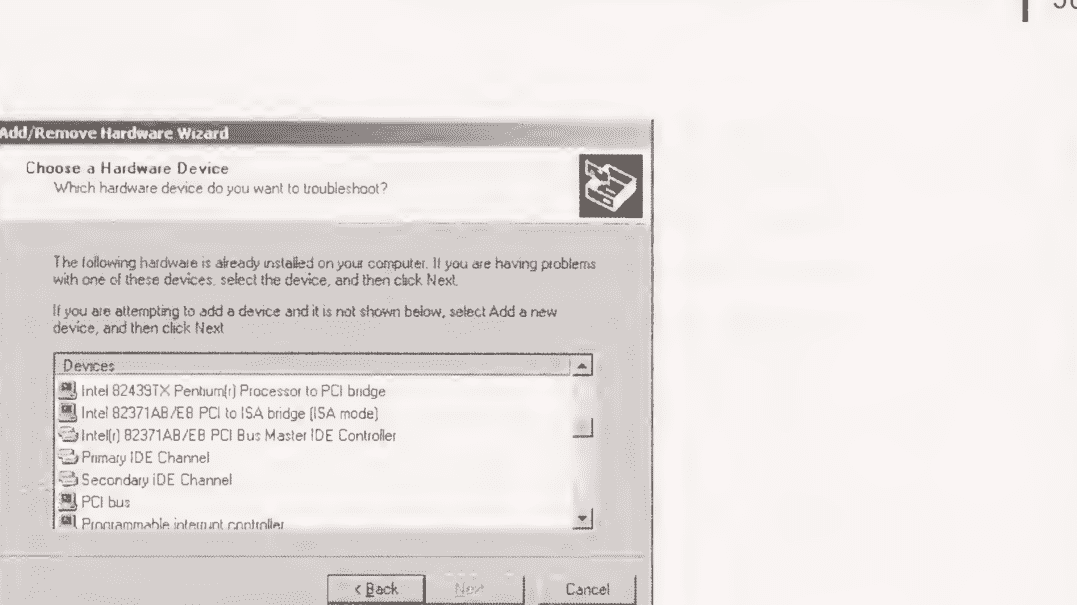 Add/Remove Hardware Wizard
Choose a Hardware Device
Which hardware device do you want to troubleshoot?
The following hardware is already installed on your computer. If you are having problems
with one of these devices, select the device, and then click Next.
If you are attempting to add a device and it is not shown below, select Add a new
device, and then click Next
Devices
Intel 82439TX Pentium(r) Processor to PCI bridge
Intel 82371AB/EB PCI to ISA bridge (ISA mode)
Intel(r) 82371AB/EB PCI Bus Master IDE Controller
Primary IDE Channel
Secondary IDE Channel
PCI bus
Programmable interrupt controller
< Back
Next
Cancel